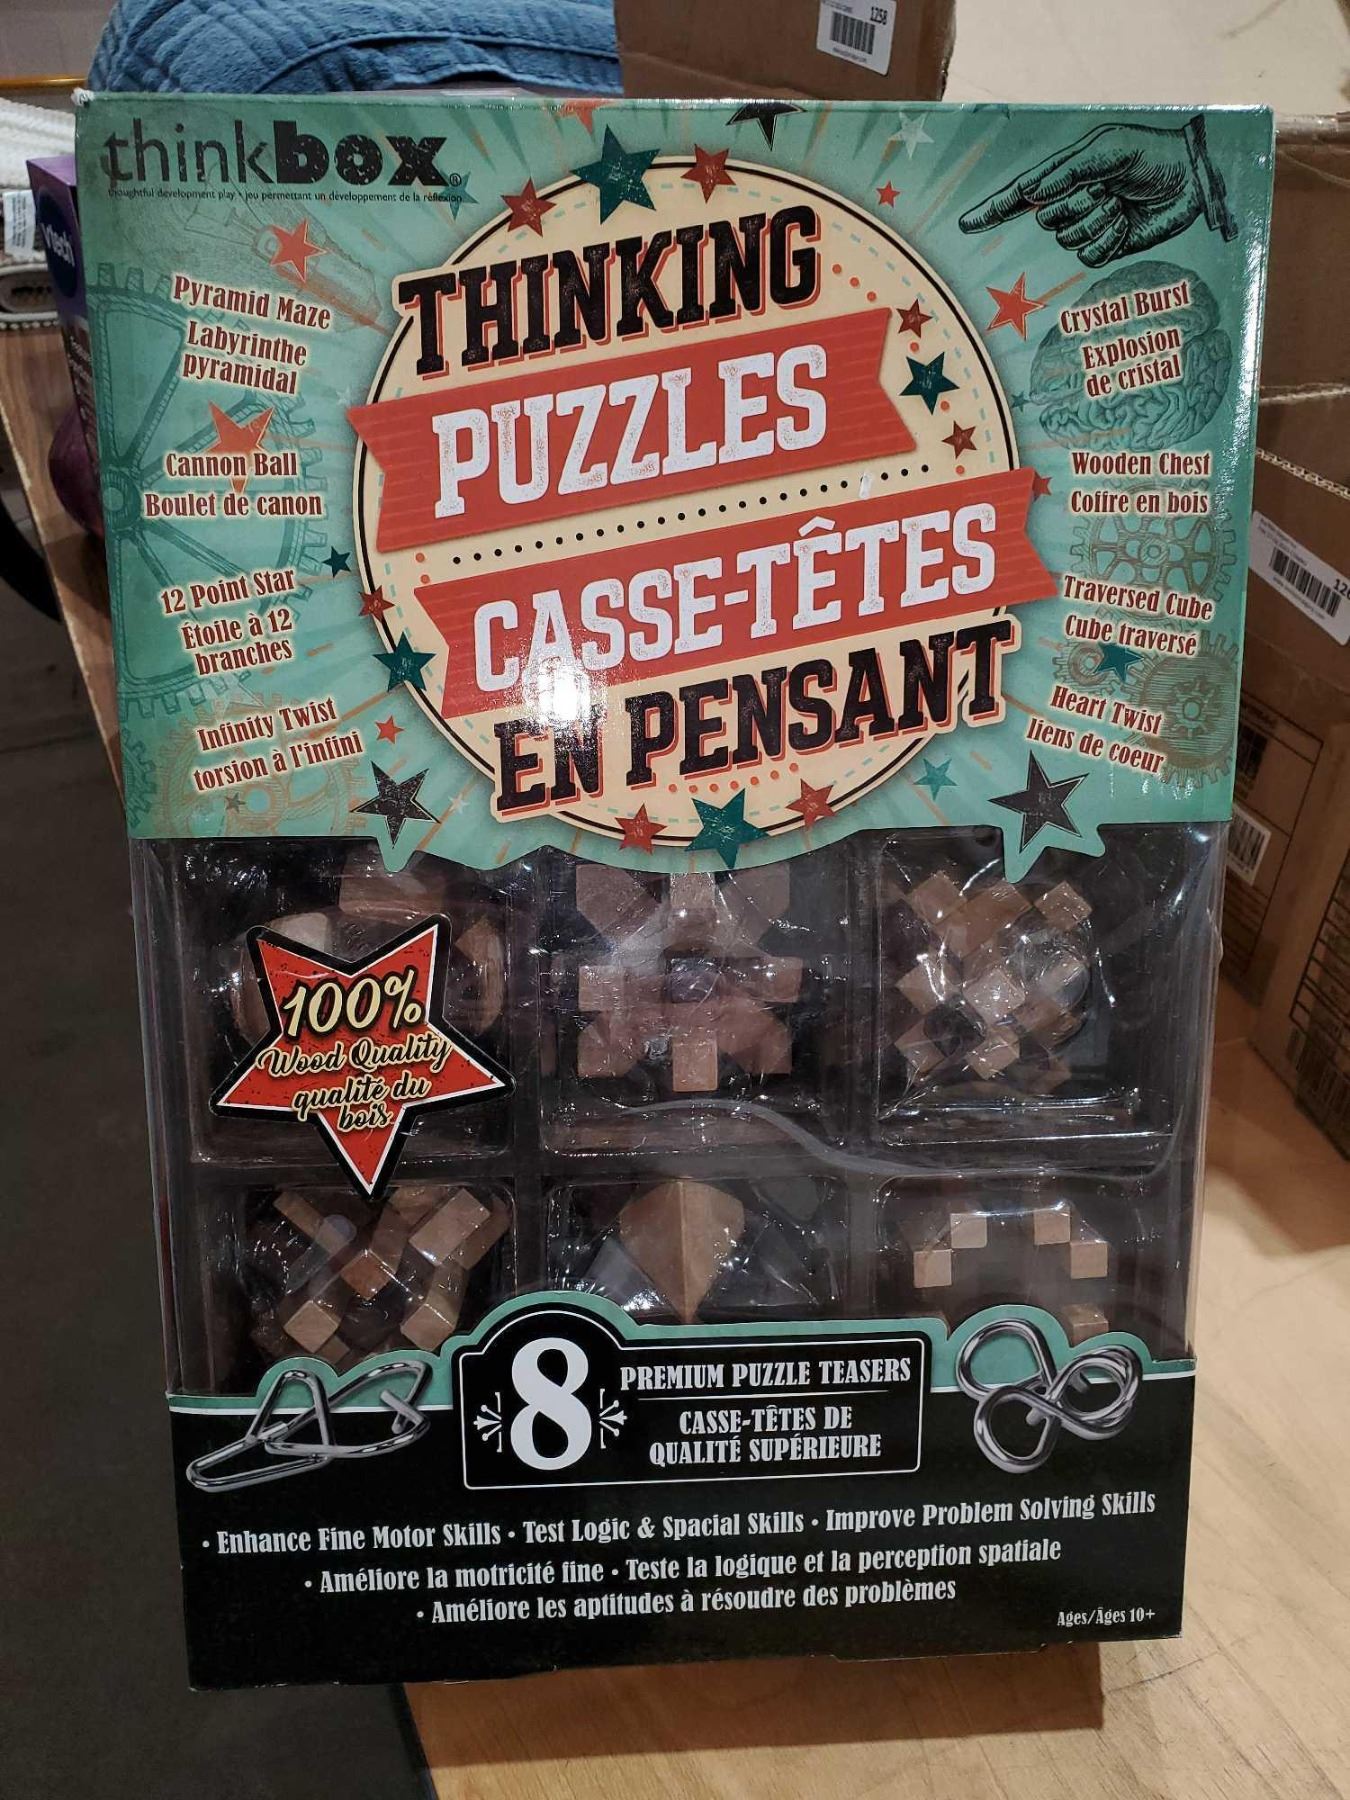 1258
thinkbox®
thoughtful development play • jeu permettant un développement de la réflexion
vtech
THINKING
PUZZLES
CASSE-TÊTES
EN PENSANT
Pyramid Maze
Labyrinthe
pyramidal
Cannon Ball
Boulet de canon
12 Point Star
Étoile à 12
branches
Infinity Twist
torsion à l'infini
Crystal Burst
Explosion
de cristal
Wooden Chest
Coffre en bois
Traversed Cube
Cube traversé
Heart Twist
liens de coeur
100%
Wood Quality
qualité du
bois
8
PREMIUM PUZZLE TEASERS
CASSE-TÊTES DE
QUALITÉ SUPÉRIEURE
• Enhance Fine Motor Skills • Test Logic & Spacial Skills • Improve Problem Solving Skills
• Améliore la motricité fine • Teste la logique et la perception spatiale
• Améliore les aptitudes à résoudre des problèmes
Ages/Âges 10+